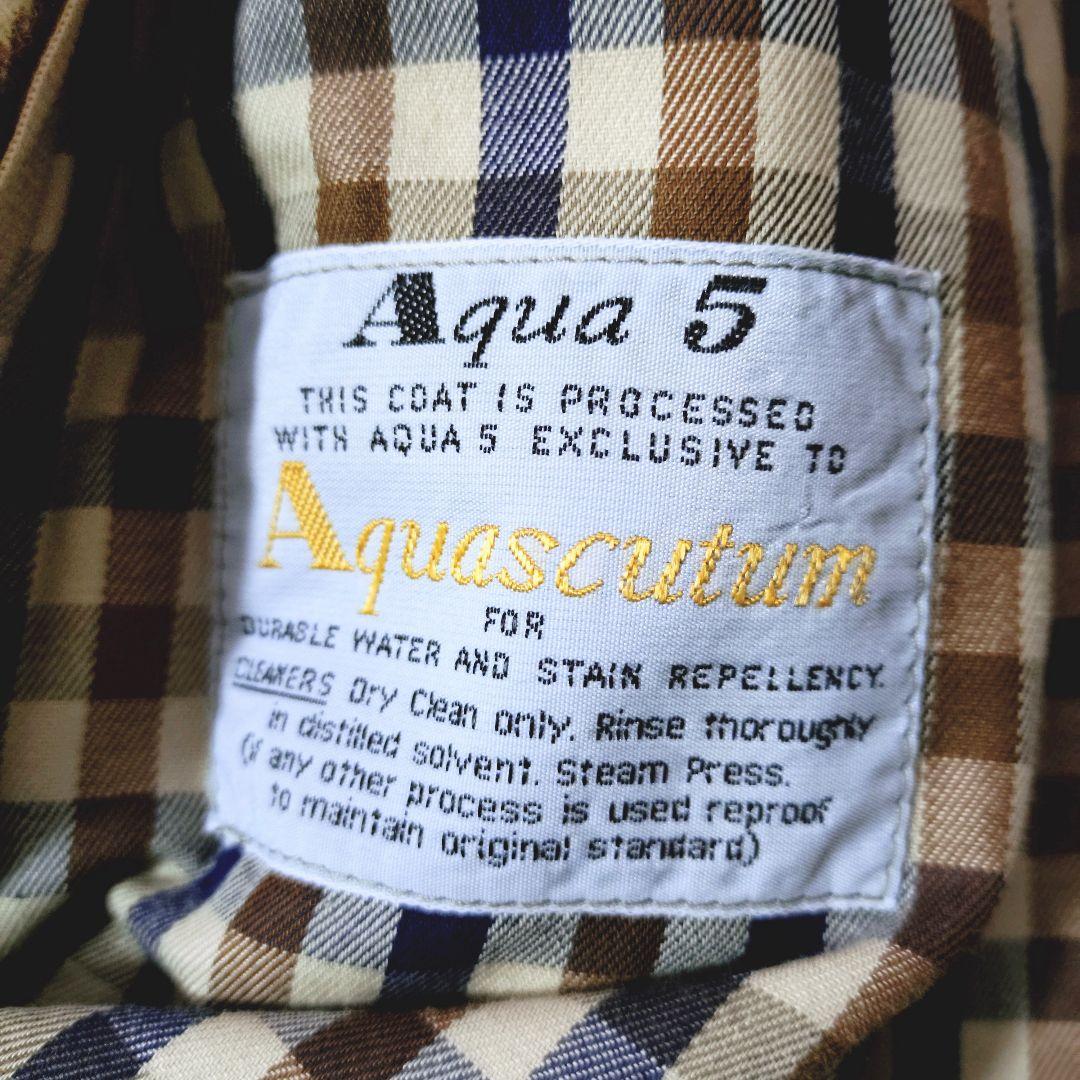 Aqua 5
THIS COAT IS PROCESSED
WITH AQUA 5 EXCLUSIVE TO
Aquascutum
FOR
DURABLE WATER AND STAIN REPELLENCY.
CLEANERS Dry Clean only. Rinse thoroughly
in distilled solvent. Steam Press.
(if any other process is used reproof
to maintain original standard)